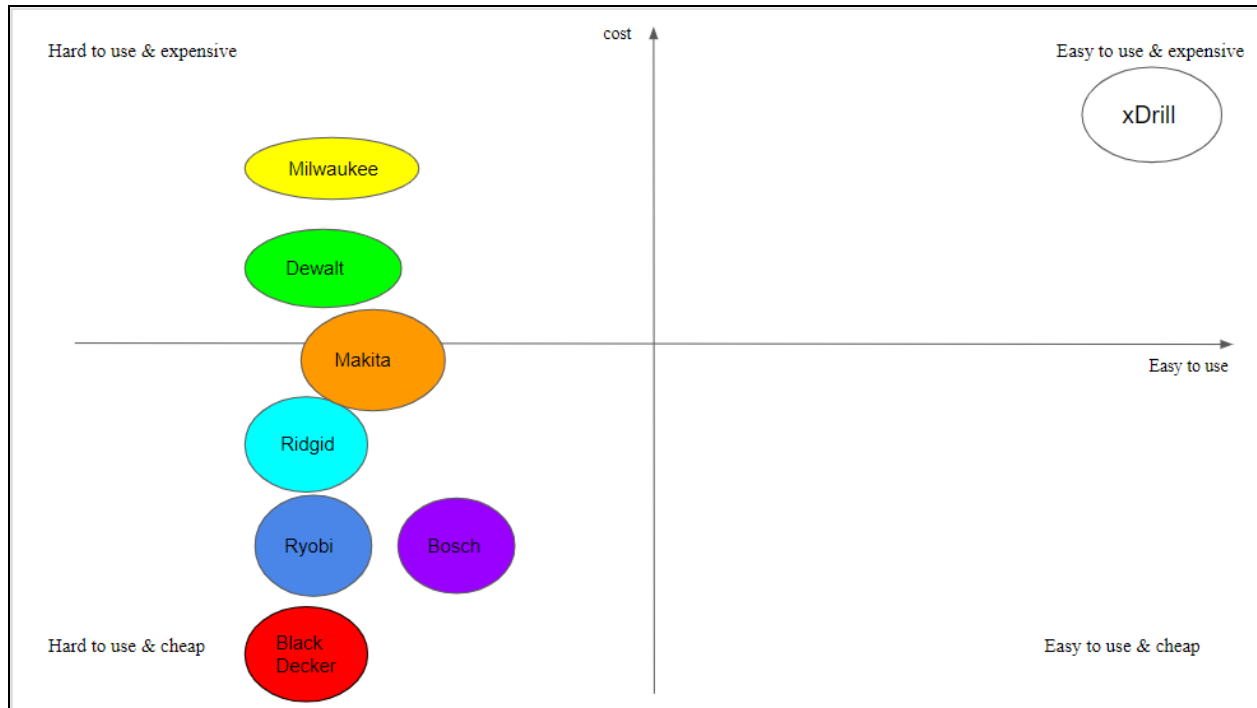 cost
Hard to use & expensive
Easy to use & expensive
xDrill
Milwaukee
Dewalt
Makita
Easy to use
Ridgid
Ryobi
Bosch
Hard to use & cheap
Black
Decker
Easy to use & cheap